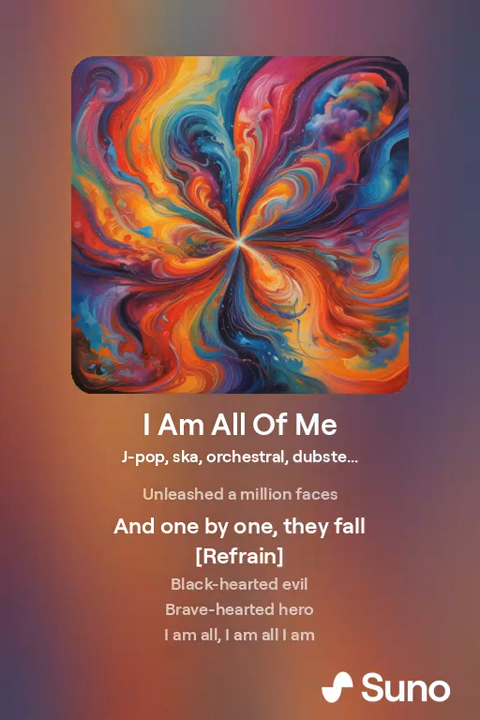 I Am All Of Me
J-pop, ska, orchestral, dubste...
Unleashed a million faces
And one by one, they fall
[Refrain]
Black-hearted evil
Brave-hearted hero
I am all, I am all I am
Suno